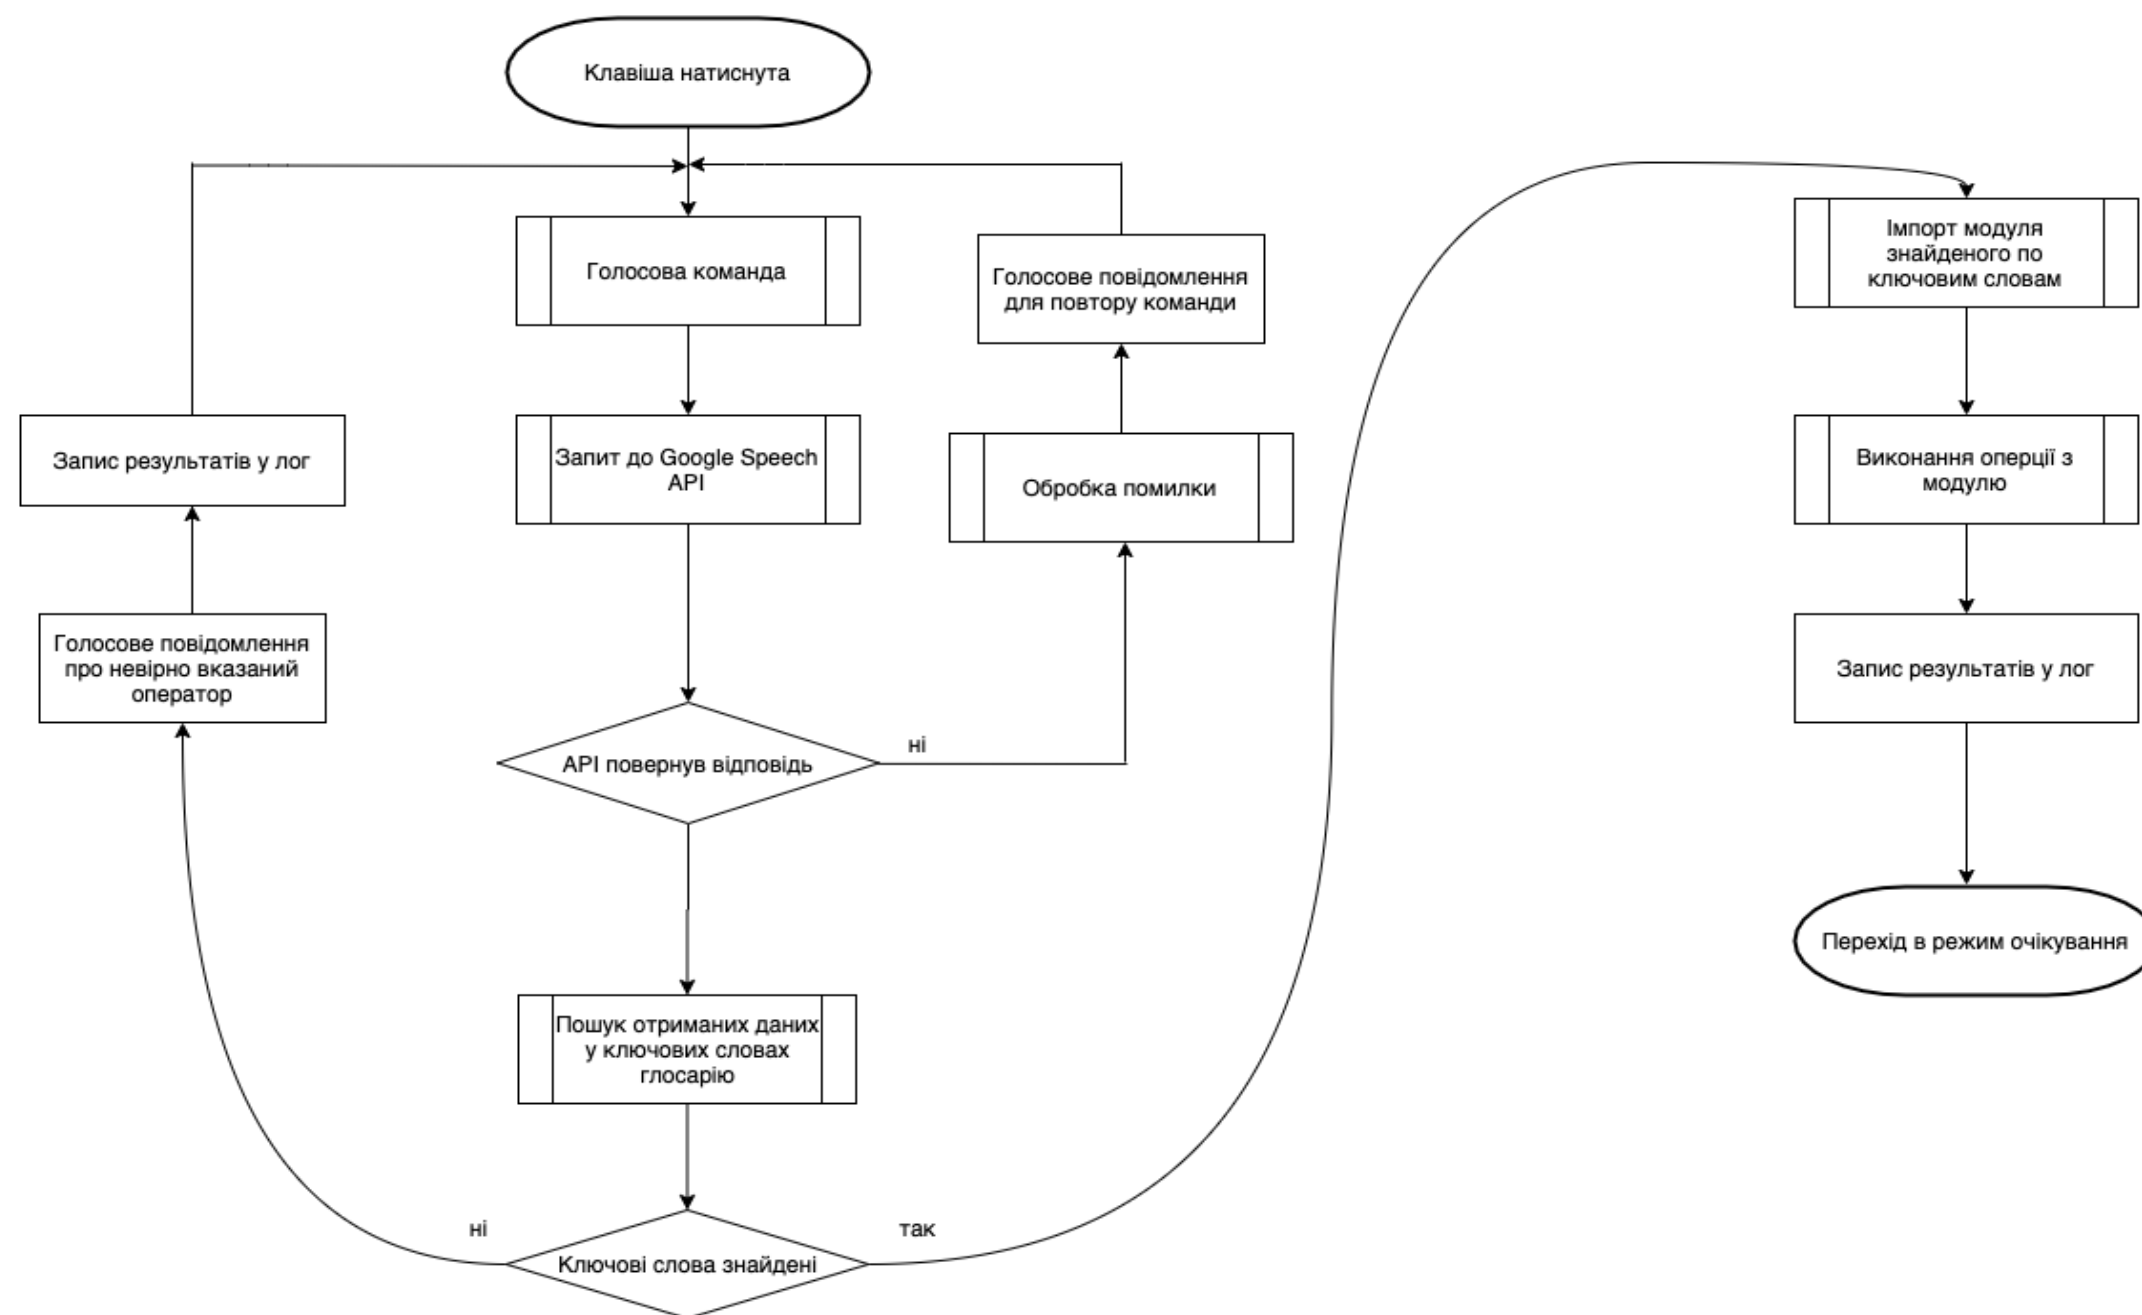 Клавіша натиснута
Голосова команда
Запит до Google Speech
API
API повернув відповідь
ні
Обробка помилки
Голосове повідомлення
для повтору команди
Пошук отриманих даних
у ключових словах
глосарію
Ключові слова знайдені
ні
Голосове повідомлення
про невірно вказаний
оператор
Запис результатів у лог
так
Імпорт модуля
знайденого по
ключовим словам
Виконання оперції з
модулю
Запис результатів у лог
Перехід в режим очікування